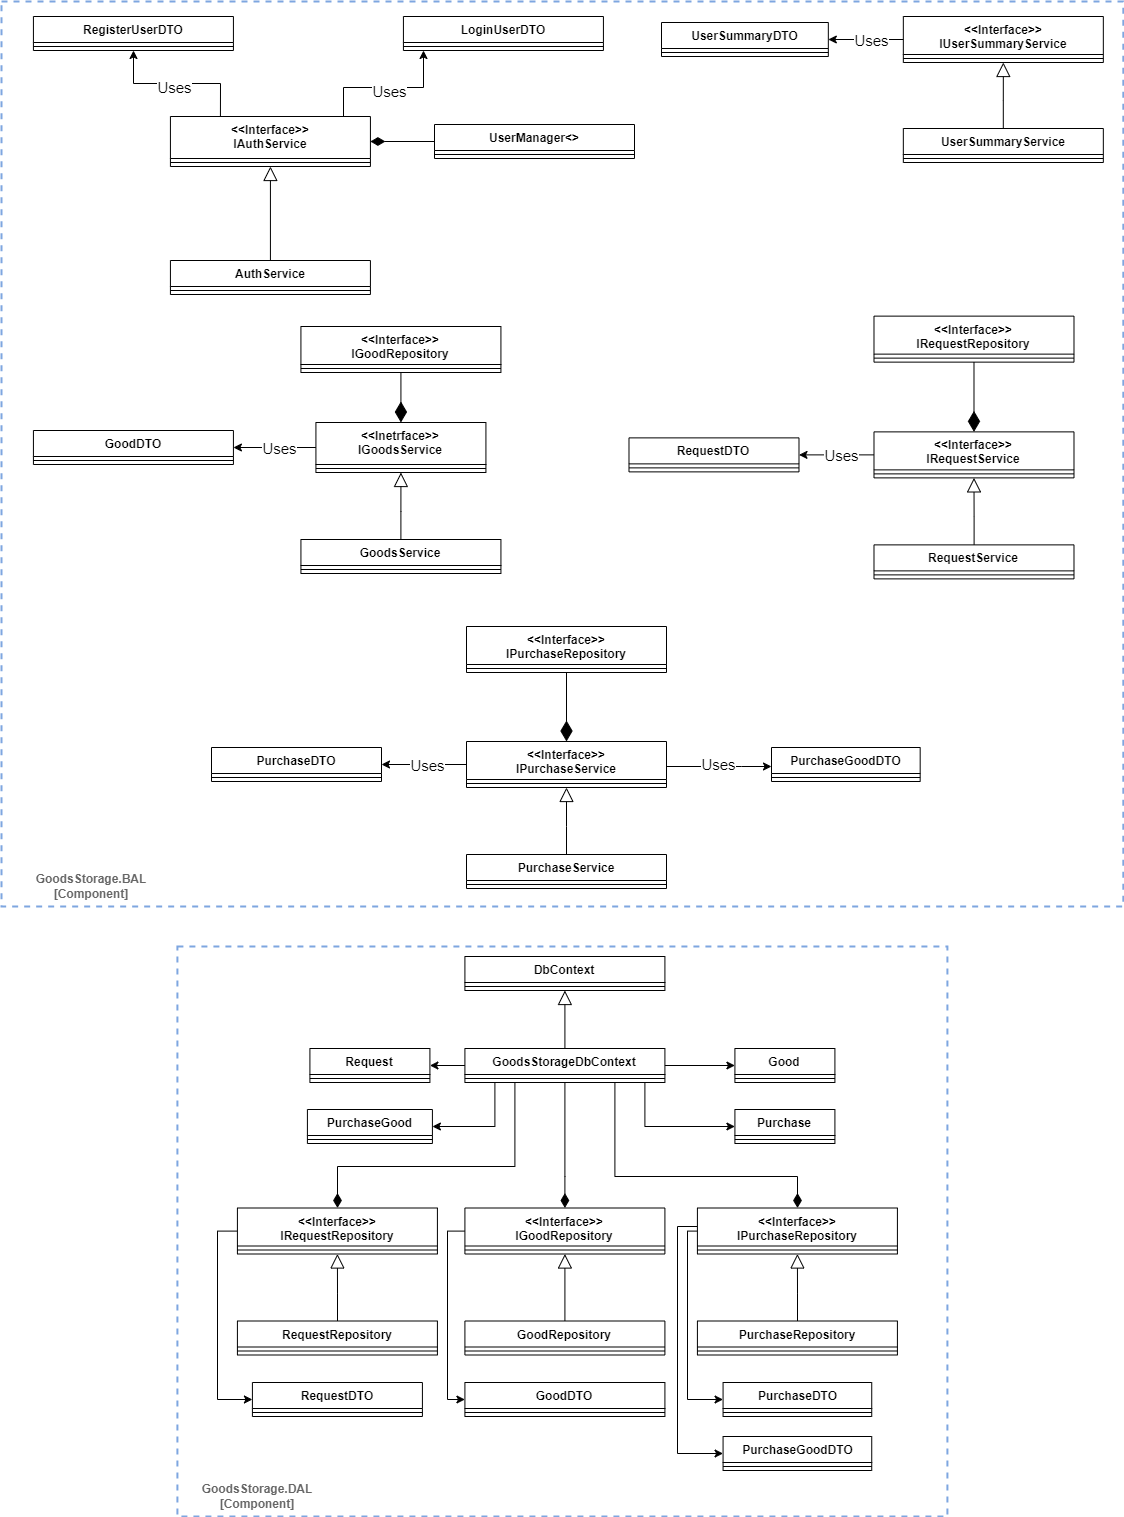 RegisterUserDTO
LoginUserDTO
UserSummaryDTO
Uses
<<Interface>>
IUserSummaryService
Uses
Uses
<<Interface>>
IAuthService
UserManager<>
UserSummaryService
AuthService
<<Interface>>
IGoodRepository
<<Interface>>
IRequestRepository
GoodDTO
Uses
<<Inetrface>>
IGoodsService
RequestDTO
Uses
<<Interface>>
IRequestService
GoodsService
RequestService
<<Interface>>
IPurchaseRepository
PurchaseDTO
Uses
<<Interface>>
IPurchaseService
Uses
PurchaseGoodDTO
PurchaseService
GoodsStorage.BAL
[Component]
DbContext
Request
GoodsStorageDbContext
Good
PurchaseGood
Purchase
<<Interface>>
IRequestRepository
<<Interface>>
IGoodRepository
<<Interface>>
IPurchaseRepository
RequestRepository
GoodRepository
PurchaseRepository
RequestDTO
GoodDTO
PurchaseDTO
PurchaseGoodDTO
GoodsStorage.DAL
[Component]